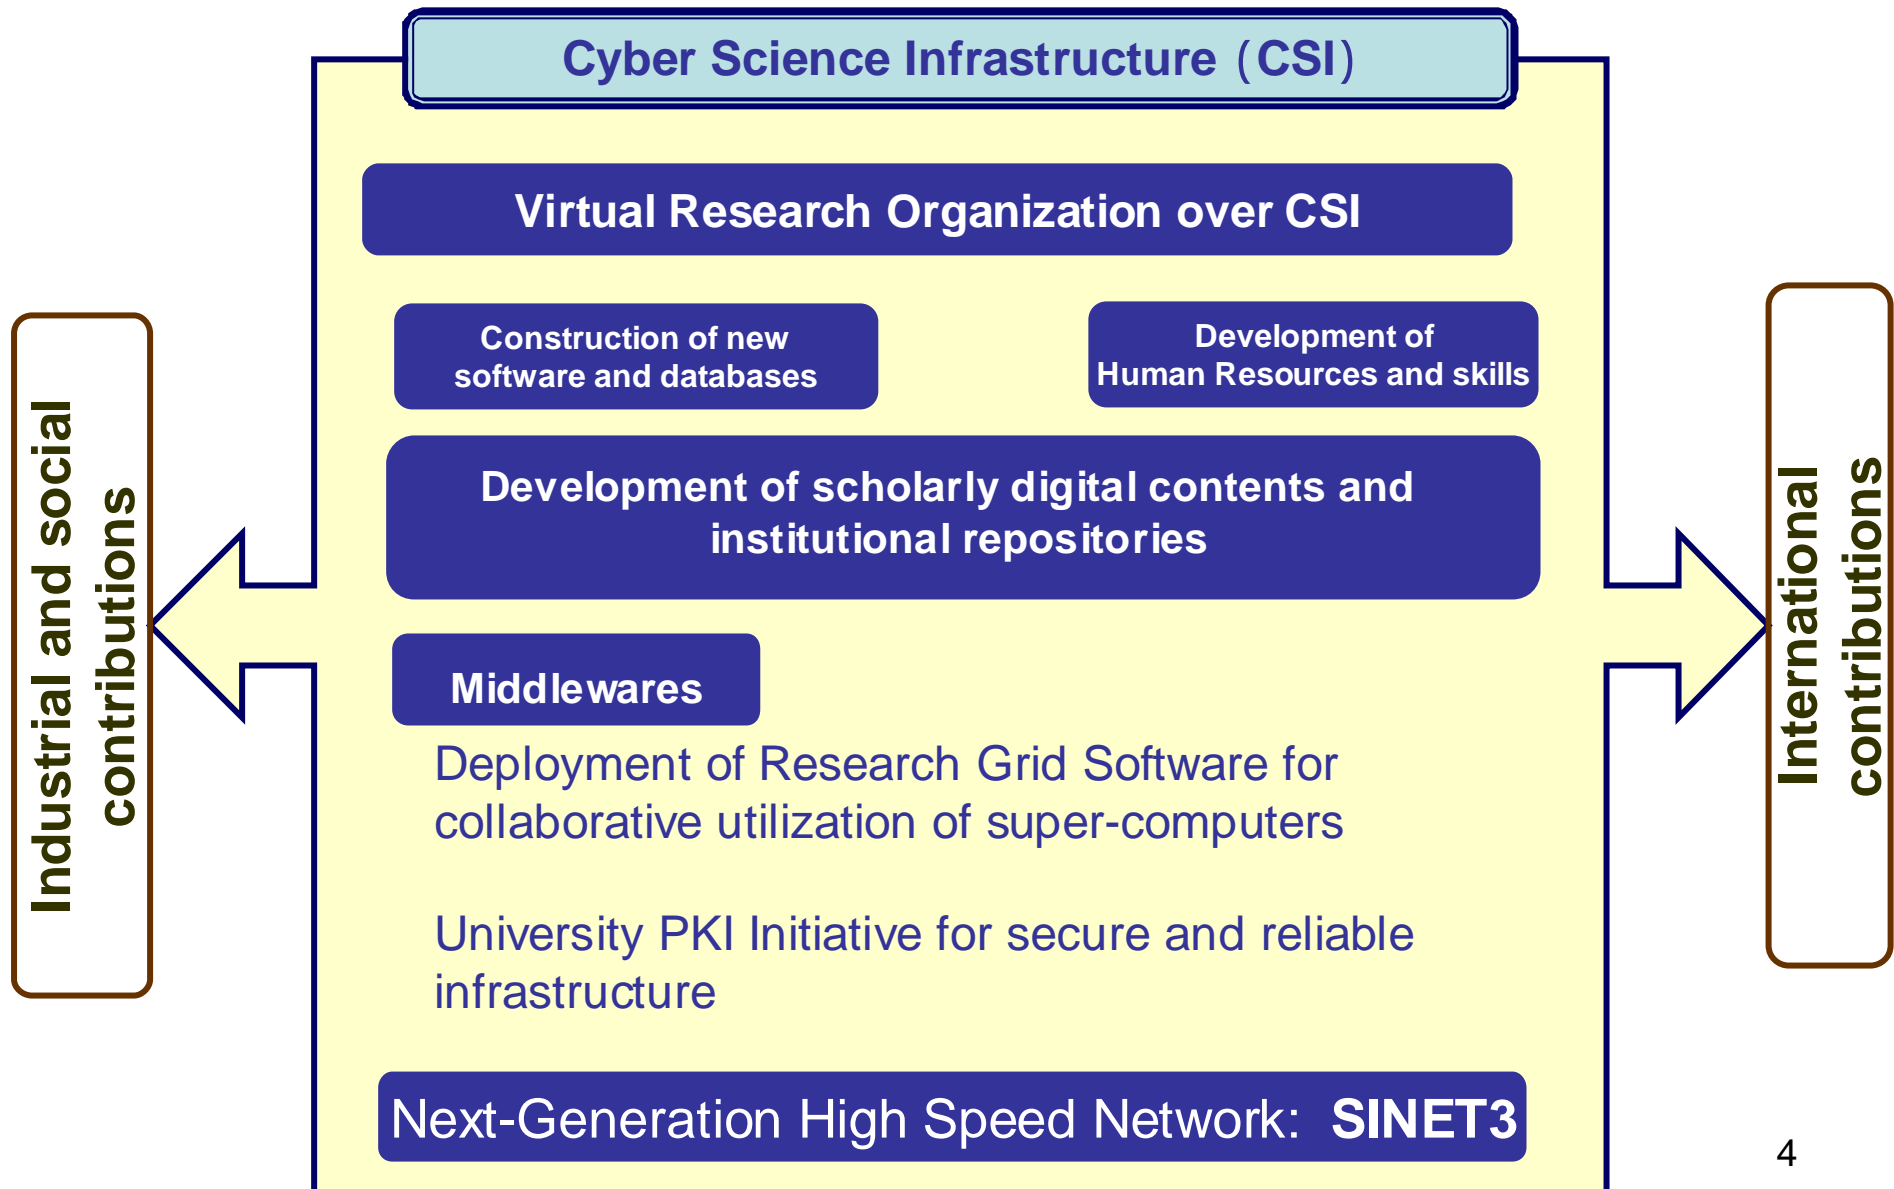 Cyber Science Infrastructure (CSI)
Virtual Research Organization over CSI
Construction of new
software and databases
Development of
Human Resources and skills
Development of scholarly digital contents and
institutional repositories
Industrial and social
contributions
International
contributions
Middlewares
Deployment of Research Grid Software for
collaborative utilization of super-computers
University PKI Initiative for secure and reliable
infrastructure
Next-Generation High Speed Network: SINET3
4